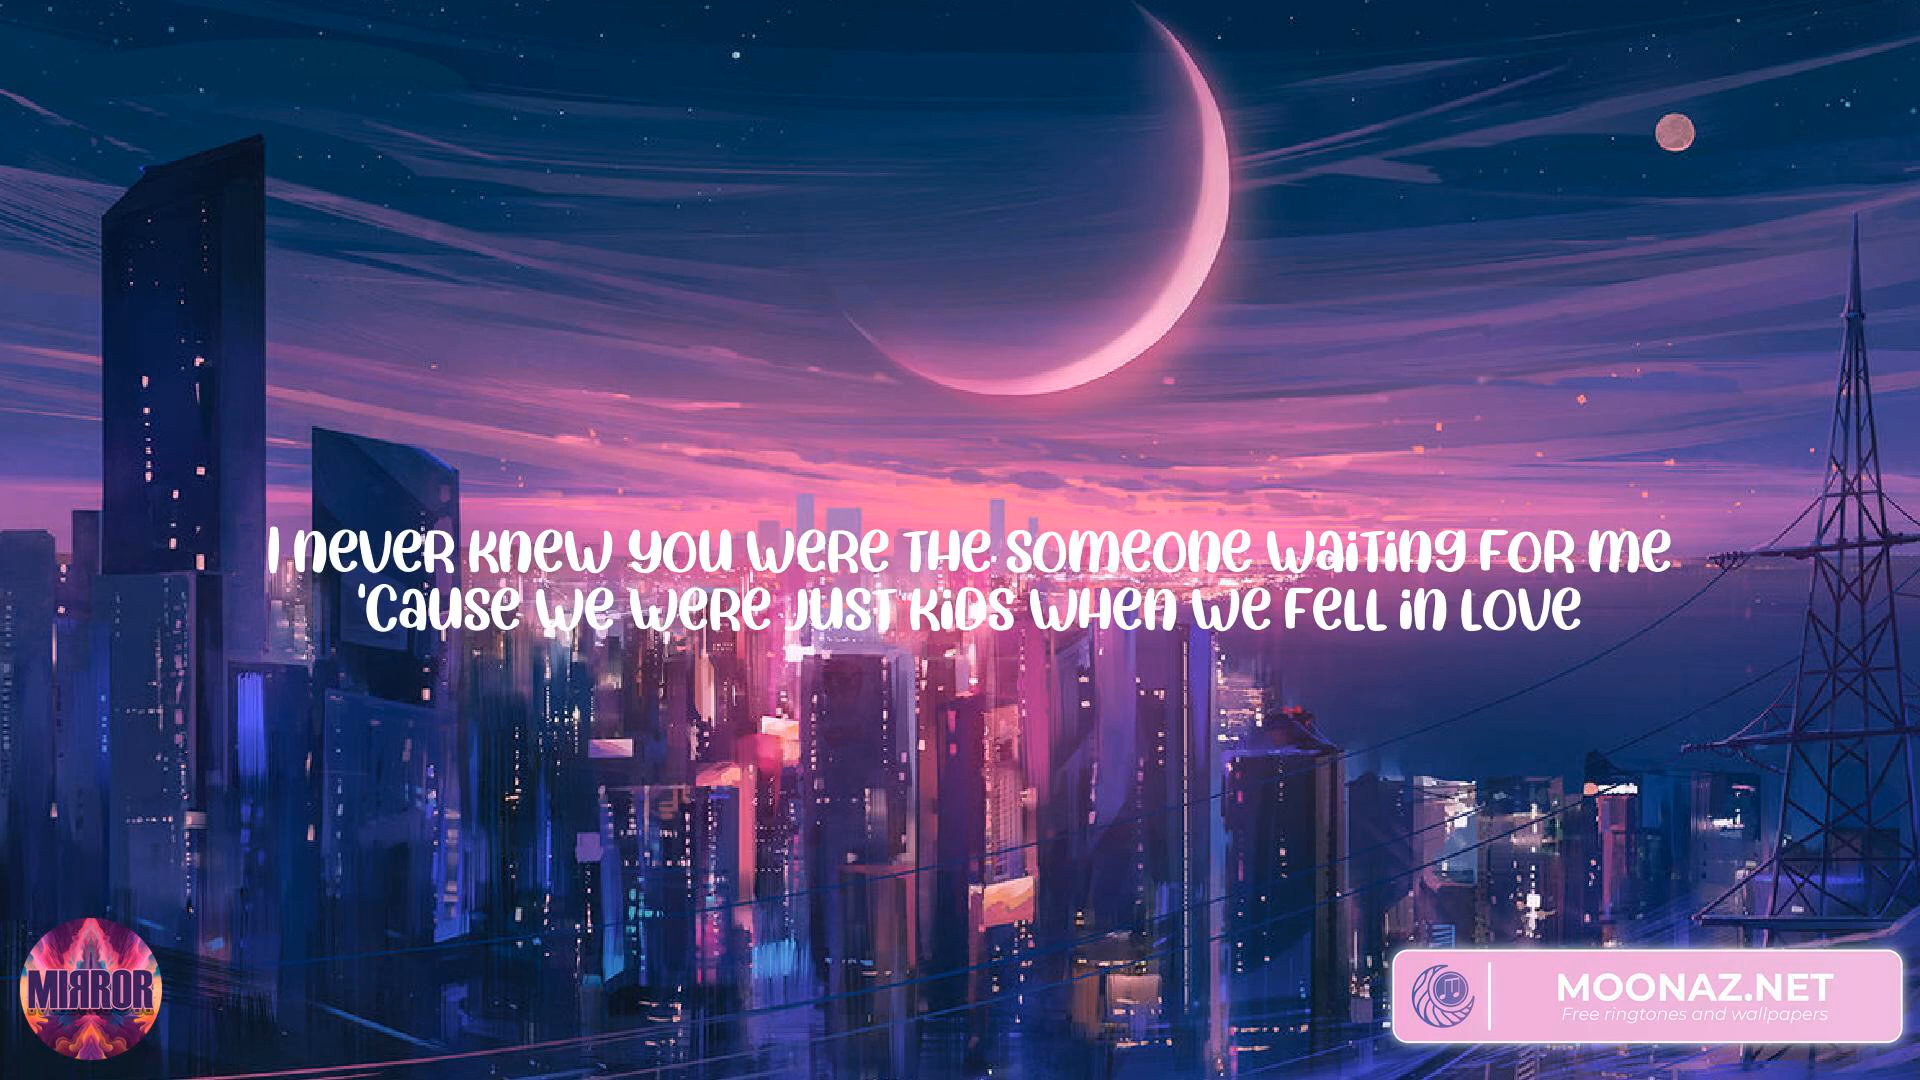 I never knew you were the someone waiting for me
'Cause we were just kids when we fell in love
MIRROR
MOONAZ.NET
Free ringtones and wallpapers